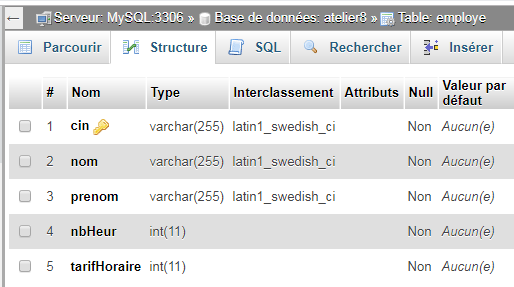 Serveur: MySQL:3306 » Base de données: atelier8 » Table: employe
Parcourir Structure SQL Rechercher Insérer
# Nom Type Interclassement Attributs Null Valeur par défaut
1 cin varchar(255) latin1_swedish_ci Non Aucun(e)
2 nom varchar(255) latin1_swedish_ci Non Aucun(e)
3 prenom varchar(255) latin1_swedish_ci Non Aucun(e)
4 nbHeur int(11) Non Aucun(e)
5 tarifHoraire int(11) Non Aucun(e)